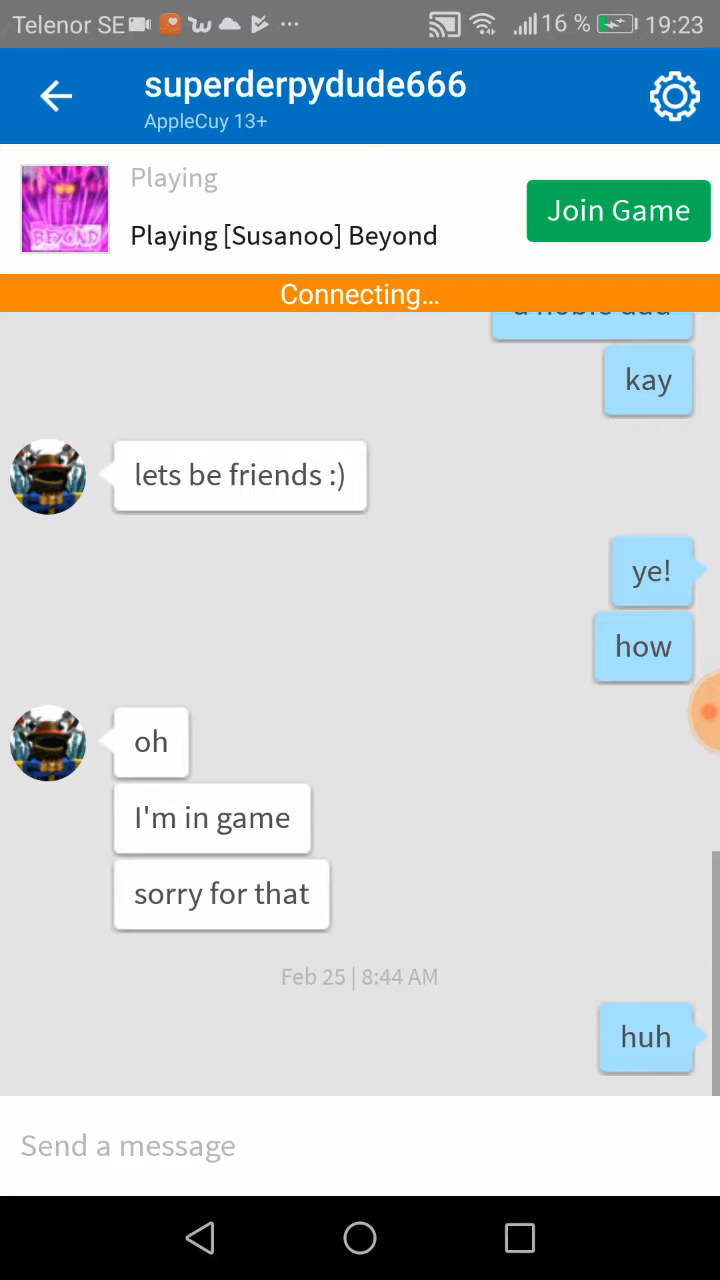 Telenor SE 16 % 19:23
superderpydude666
AppleCuy 13+
Playing
BEYOND
Playing [Susanoo] Beyond
Join Game
Connecting...
kay
lets be friends :)
ye!
how
oh
I'm in game
sorry for that
Feb 25 | 8:44 AM
huh
Send a message